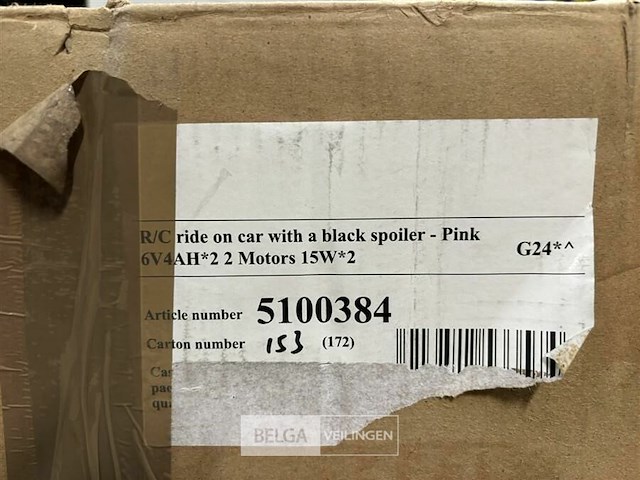 R/C ride on car with a black spoiler - Pink
6V4AH*2 2 Motors 15W*2
G24*^
Article number 5100384
Carton number 153 (172)
BELGA VEILINGEN